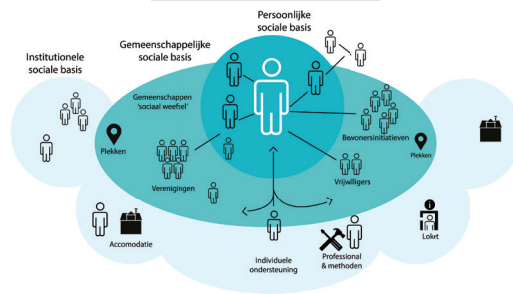 Persoonlijke
sociale basis
Gemeenschappelijke
sociale basis
Institutionele
sociale basis
Gemeenschappen
'sociaal weefsel'
Plekken
Bewonersinitiatieven
Plekken
Verenigingen
Vrijwilligers
Accomodatie
Individuele
ondersteuning
Professional
& methoden
Loket